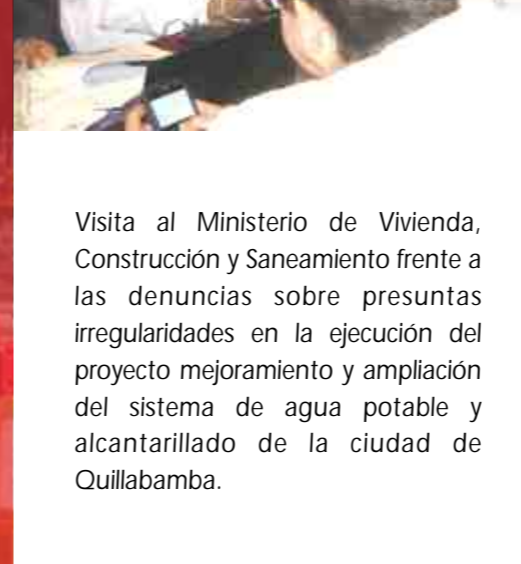 Visita al Ministerio de Vivienda,
Construcción y Saneamiento frente a
las denuncias sobre presuntas
irregularidades en la ejecución del
proyecto mejoramiento y ampliación
del sistema de agua potable y
alcantarillado de la ciudad de
Quillabamba.